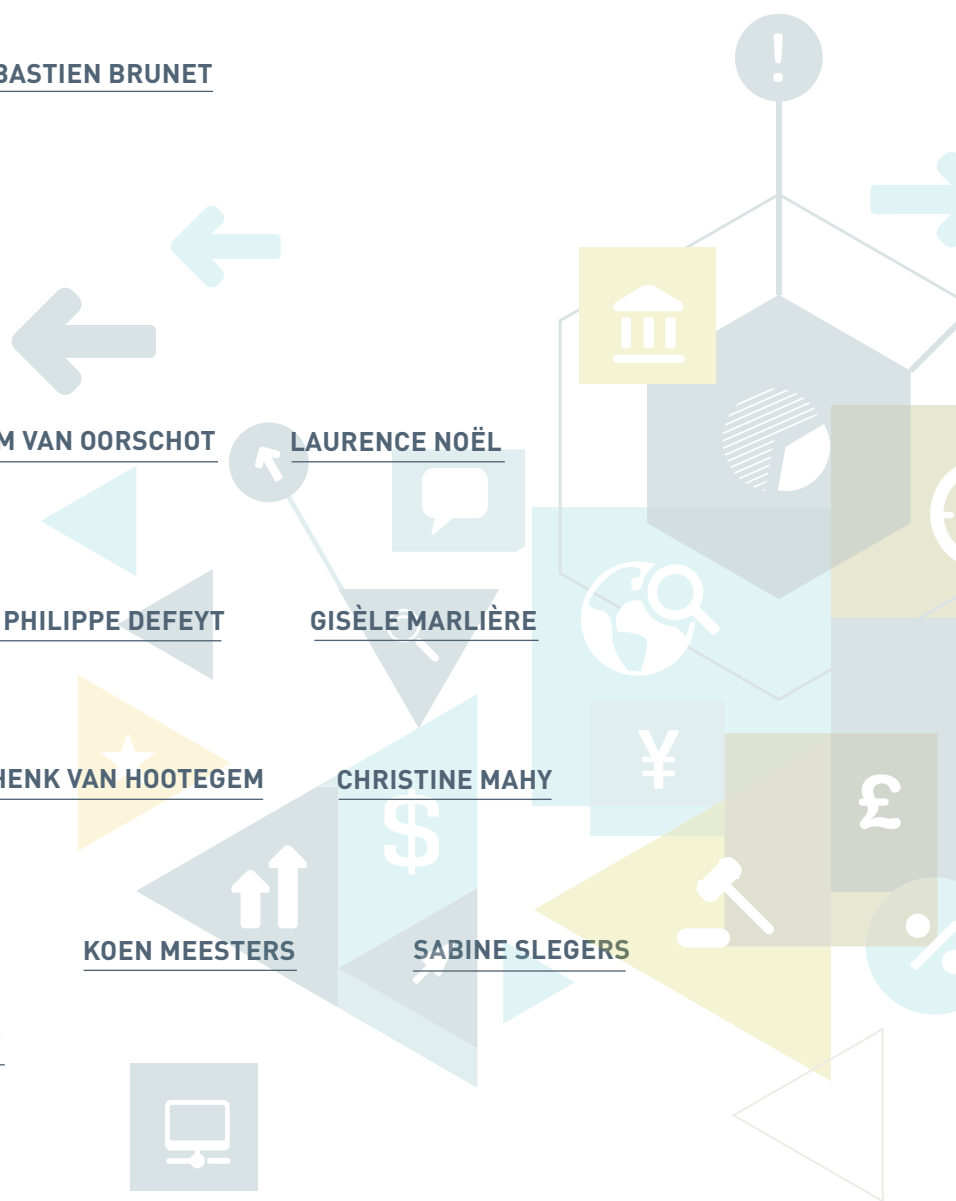 BASTIEN BRUNET
M VAN OORSCHOT
LAURENCE NOËL
PHILIPPE DEFEYT
GISÈLE MARLIÈRE
HENK VAN HOOTEGEM
CHRISTINE MAHY
$
¥
£
KOEN MEESTERS
SABINE SLEGERS